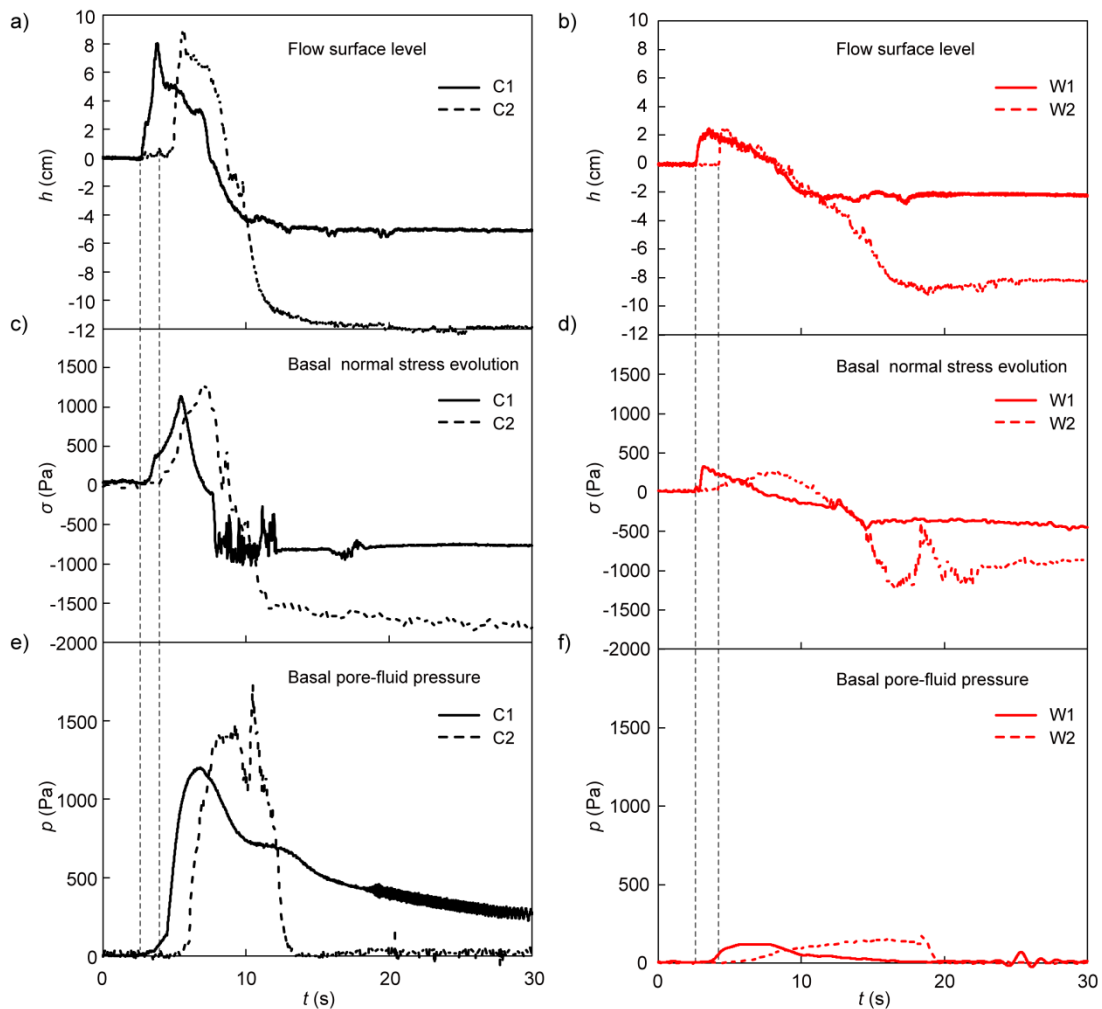 a)
Flow surface level
C1
C2
10
8
6
4
2
0
-2
-4
-6
-8
-10
-12
h (cm)
b)
Flow surface level
W1
W2
10
8
6
4
2
0
-2
-4
-6
-8
-10
12
h (cm)
c)
Basal normal stress evolution
C1
C2
1500
1000
500
0
-500
-1000
-1500
-2000
σ (Pa)
d)
Basal normal stress evolution
W1
W2
1500
1000
500
0
-500
-1000
-1500
-2000
σ (Pa)
e)
Basal pore-fluid pressure
C1
C2
1500
1000
500
0
p (Pa)
0
10
20
30
t (s)
f)
Basal pore-fluid pressure
W1
W2
1500
1000
500
0
p (Pa)
0
10
20
30
t (s)